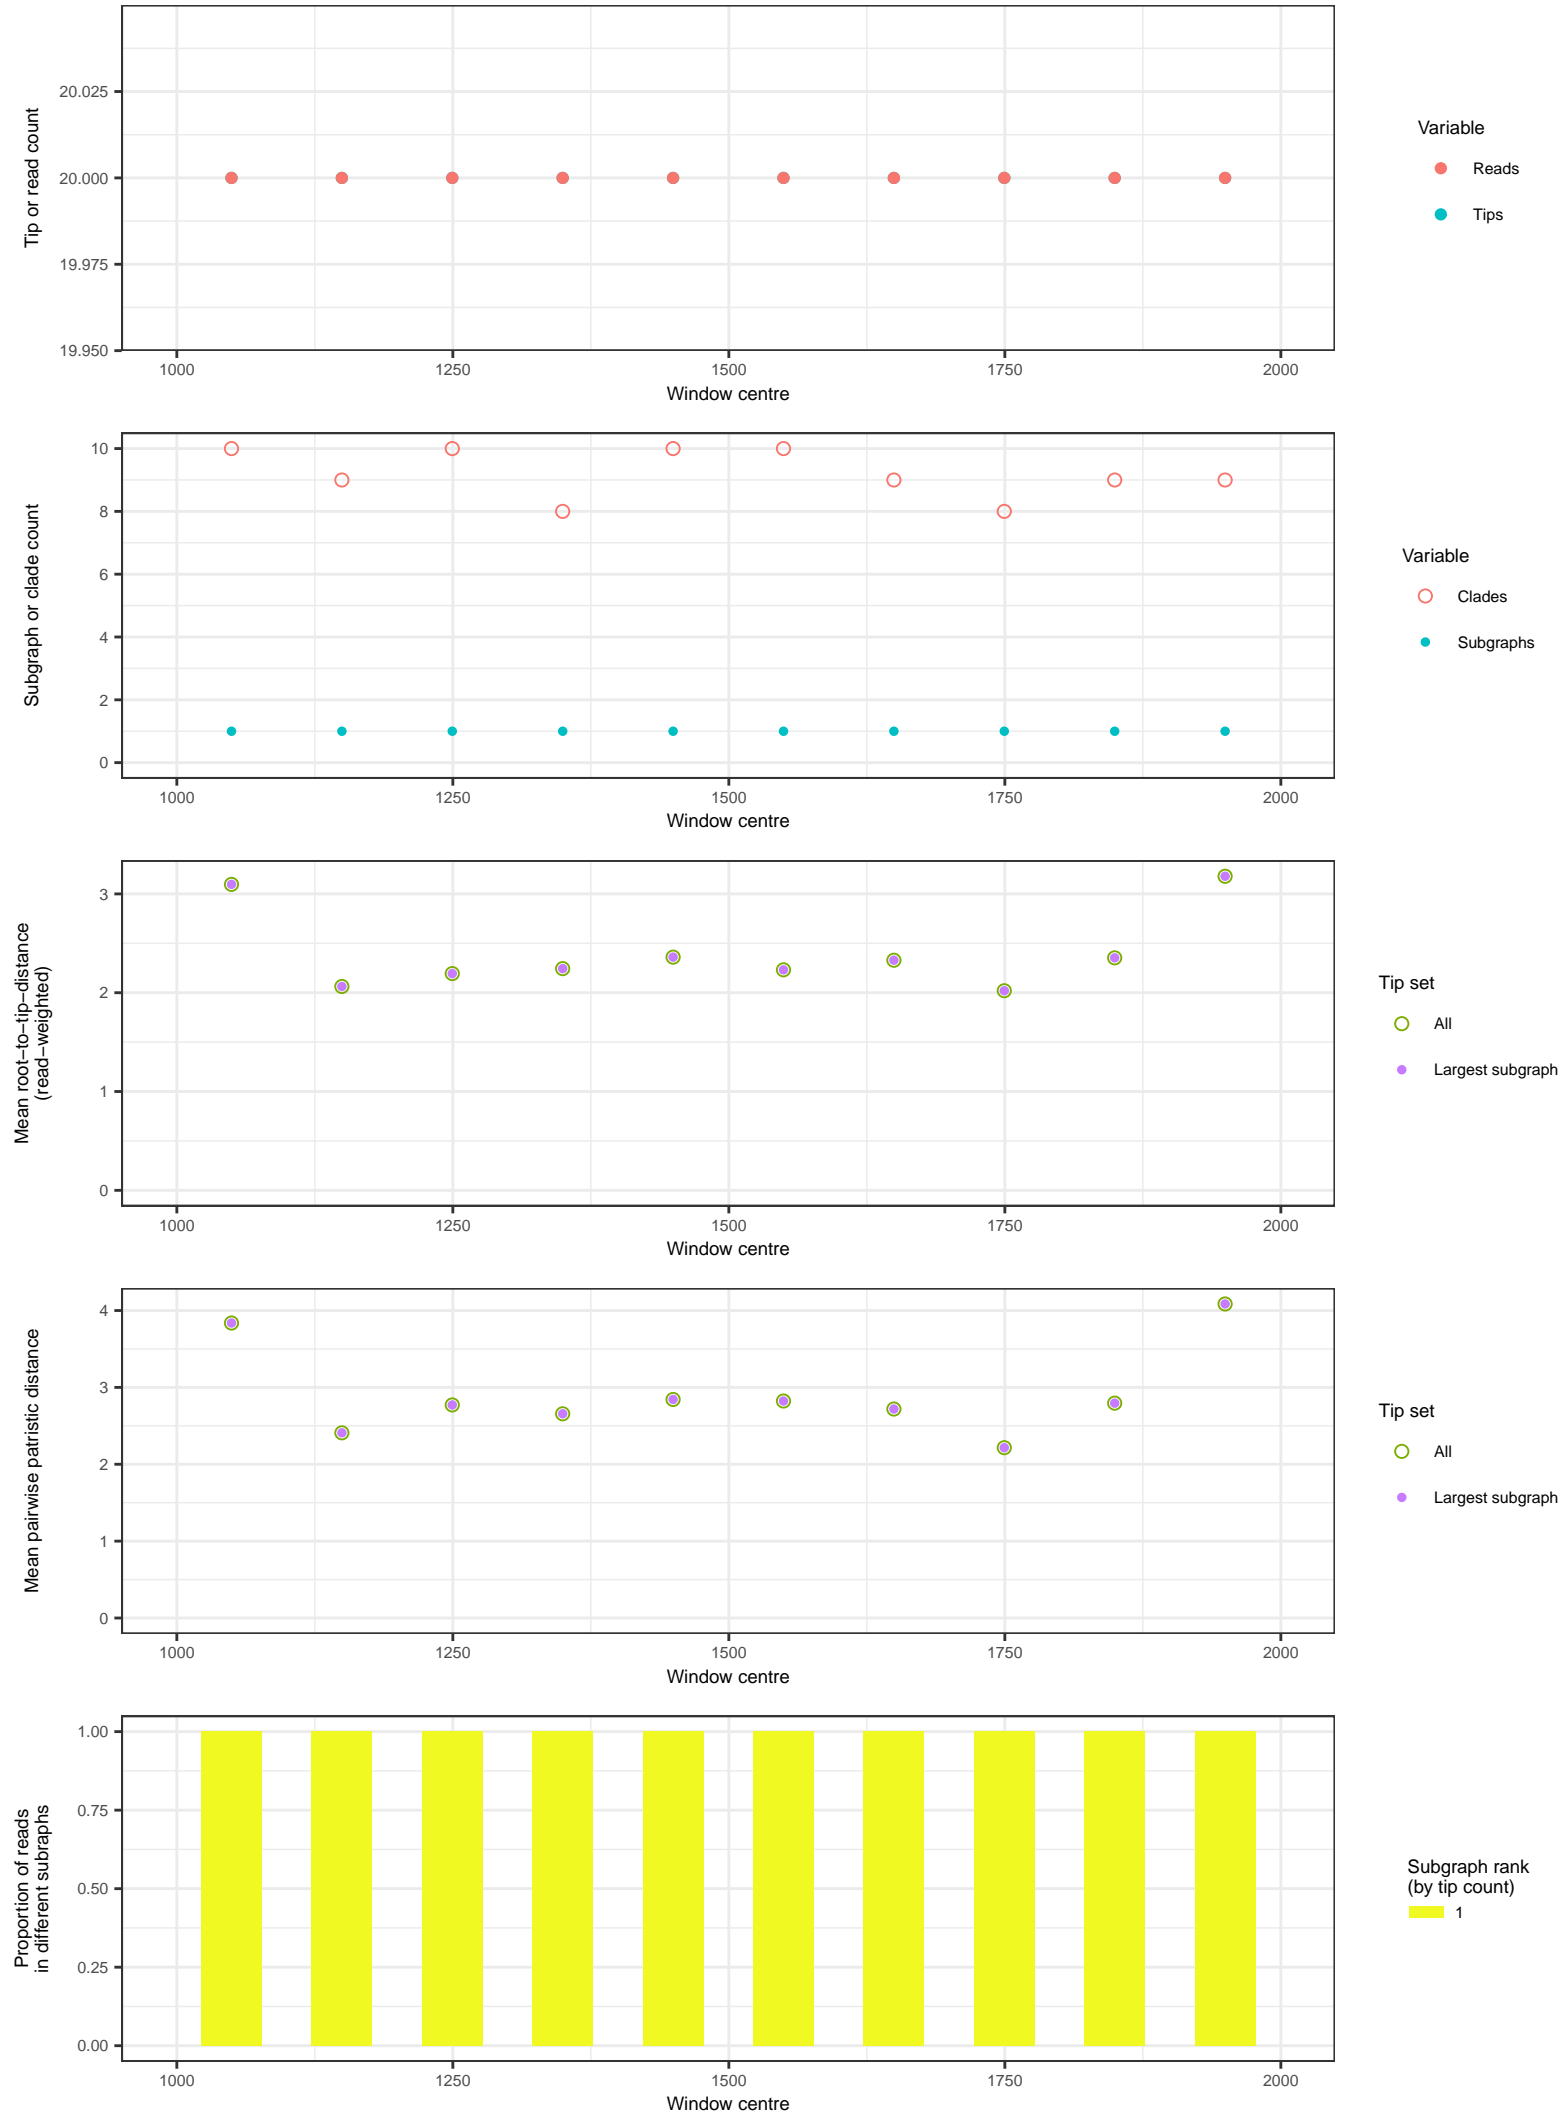 Tip or read count
20.025
20.000
19.975
19.950
1000 1250 1500 1750 2000
Window centre
Variable
Reads
Tips
Subgraph or clade count
10
8
6
4
2
0
1000 1250 1500 1750 2000
Window centre
Variable
Clades
Subgraphs
Mean root−to−tip−distance
(read−weighted)
3
2
1
0
1000 1250 1500 1750 2000
Window centre
Tip set
All
Largest subgraph
Mean pairwise patristic distance
4
3
2
1
0
1000 1250 1500 1750 2000
Window centre
Tip set
All
Largest subgraph
Proportion of reads
in different subraphs
1.00
0.75
0.50
0.25
0.00
1000 1250 1500 1750 2000
Window centre
Subgraph rank
(by tip count)
1